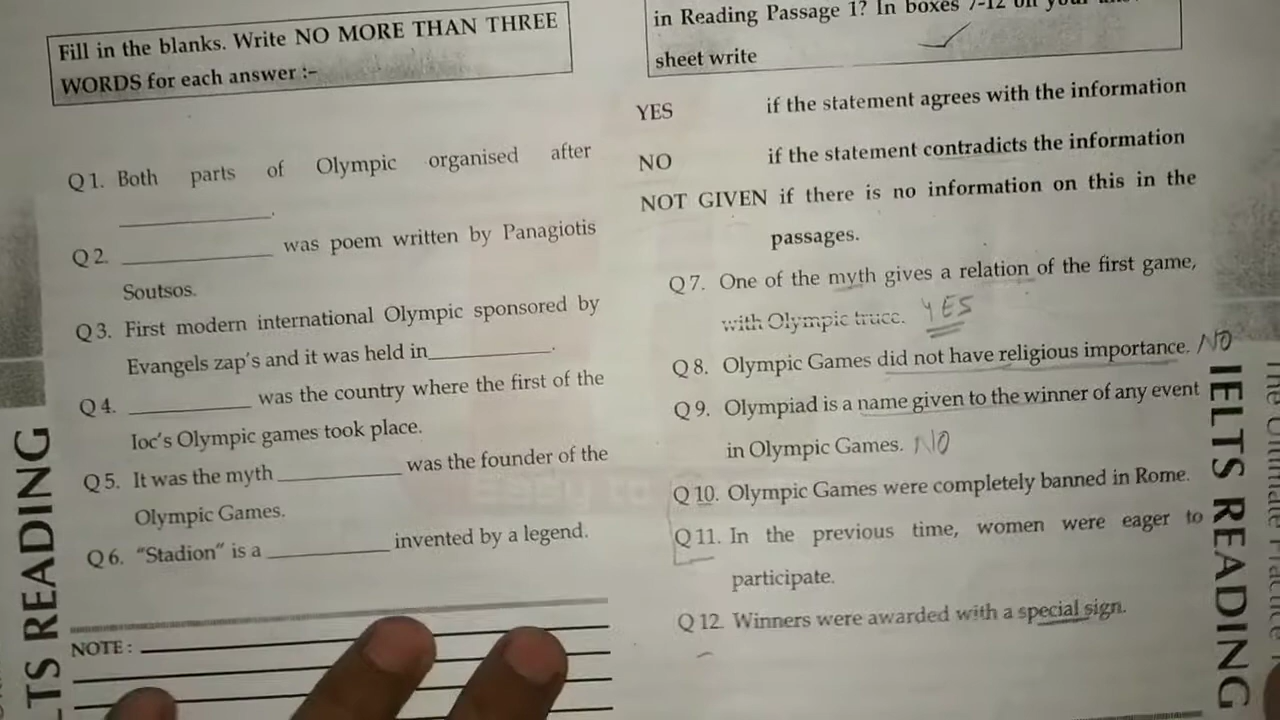 Fill in the blanks. Write NO MORE THAN THREE
WORDS for each answer :–
Q 1. Both parts of Olympic organised after
____________.
Q 2. ____________ was poem written by Panagiotis
Soutsos.
Q 3. First modern international Olympic sponsored by
Evangels zap's and it was held in__________.
Q 4. __________ was the country where the first of the
Ioc's Olympic games took place.
Q 5. It was the myth __________ was the founder of the
Olympic Games.
Q 6. "Stadion" is a __________ invented by a legend.
NOTE :
LTS READING
in Reading Passage 1? In boxes 7-12 on your
sheet write
YES if the statement agrees with the information
NO if the statement contradicts the information
NOT GIVEN if there is no information on this in the
passages.
Q 7. One of the myth gives a relation of the first game,
with Olympic truce. YES
Q 8. Olympic Games did not have religious importance. NO
Q 9. Olympiad is a name given to the winner of any event
in Olympic Games. NO
Q 10. Olympic Games were completely banned in Rome.
Q 11. In the previous time, women were eager to
participate.
Q 12. Winners were awarded with a special sign.
IELTS READING
The Ultimate Practice